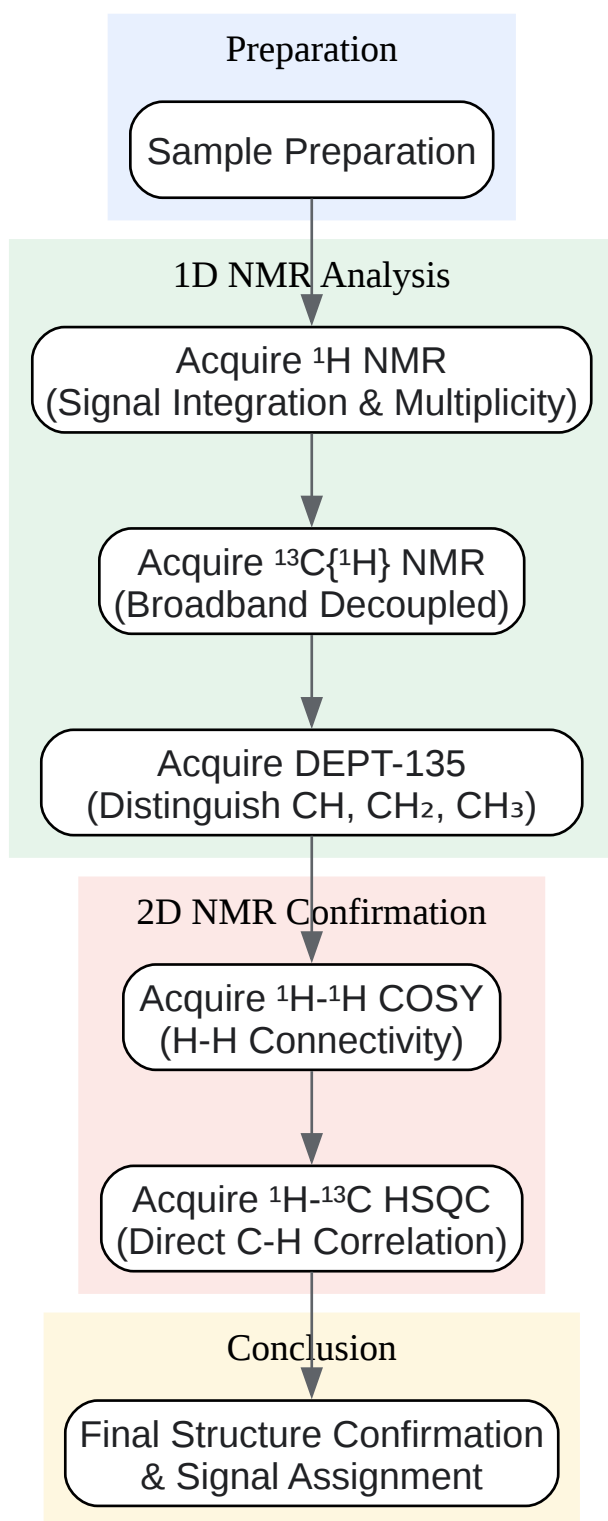 Preparation
Sample Preparation
1D NMR Analysis
Acquire ¹H NMR
(Signal Integration & Multiplicity)
Acquire ¹³C{¹H} NMR
(Broadband Decoupled)
Acquire DEPT-135
(Distinguish CH, CH₂, CH₃)
2D NMR Confirmation
Acquire ¹H-¹H COSY
(H-H Connectivity)
Acquire ¹H-¹³C HSQC
(Direct C-H Correlation)
Conclusion
Final Structure Confirmation
& Signal Assignment